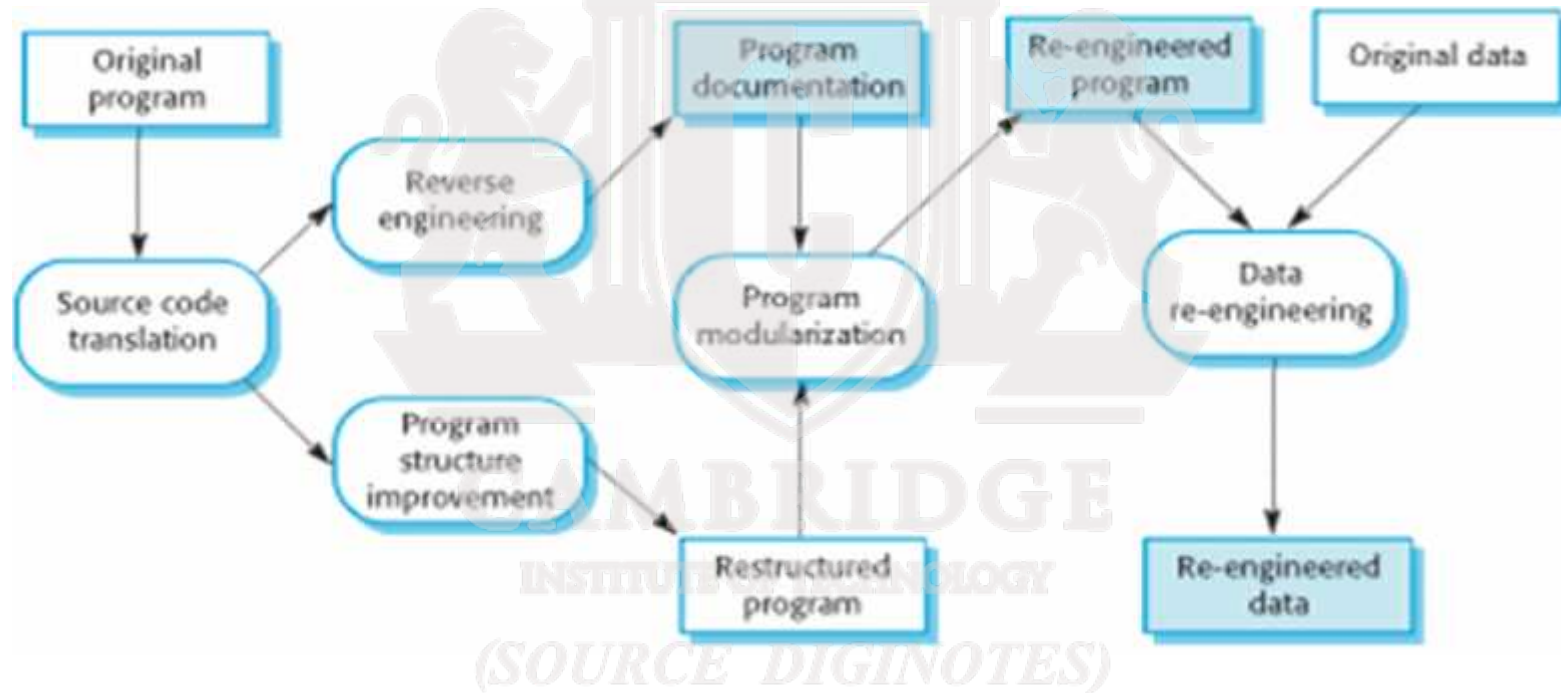 Original
program
Program
documentation
Re-engineered
program
Original data
Reverse
engineering
Source code
translation
Program
modularization
Data
re-engineering
Program
structure
improvement
CAMBRIDGE
INSTITUTE OF TECHNOLOGY
Restructured
program
Re-engineered
data
(SOURCE DIGINOTES)